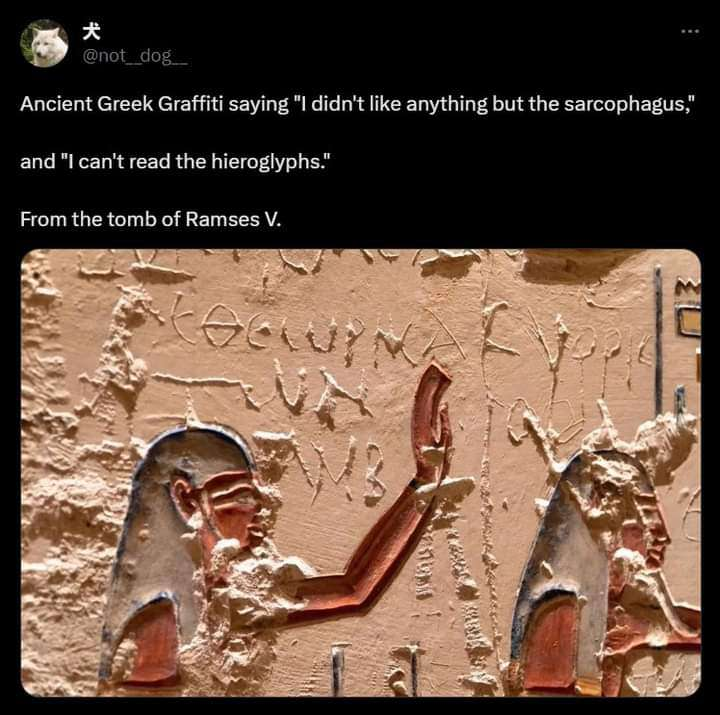 犬
@not__dog__
Ancient Greek Graffiti saying "I didn't like anything but the sarcophagus,"
and "I can't read the hieroglyphs."
From the tomb of Ramses V.